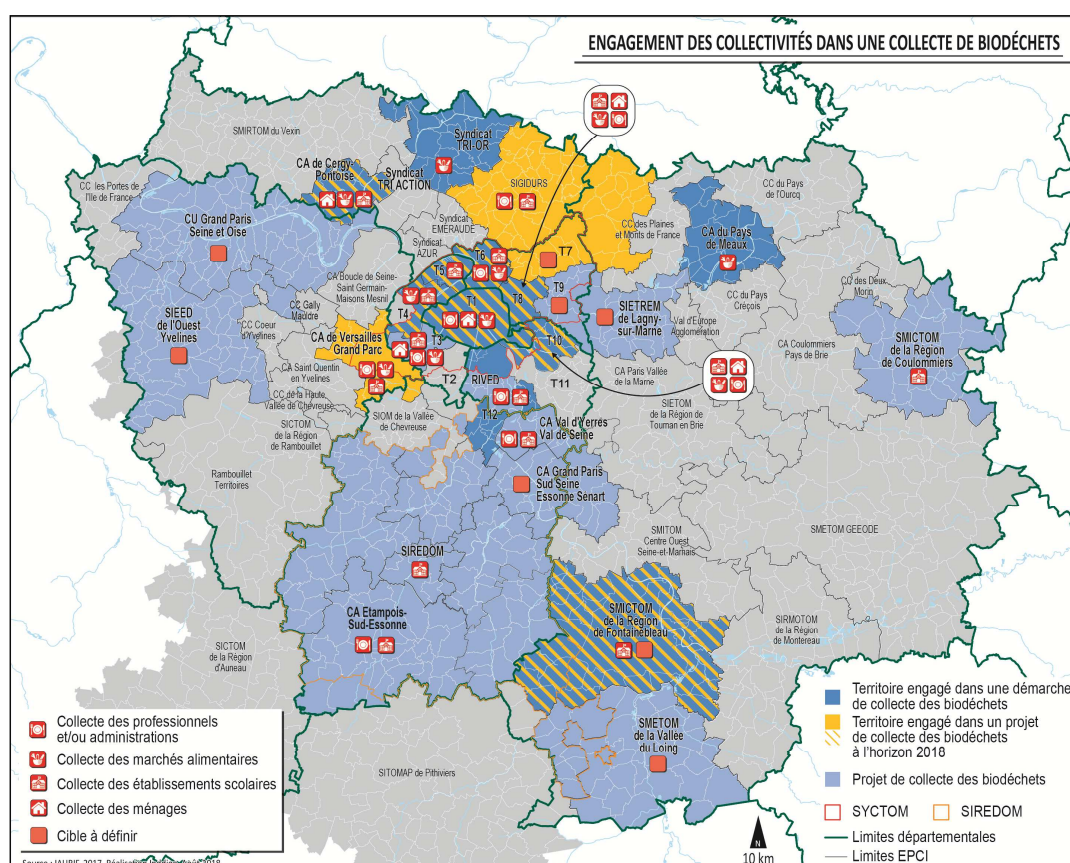 ENGAGEMENT DES COLLECTIVITÉS DANS UNE COLLECTE DE BIODÉCHETS
SMIRTOM du Vexin
Syndicat
TRI-OR
CA de Cergy-
Pontoise
Syndicat
TRI ACTION
SIGIDURS
CC les Portes de
l'Ile de France
CC du Pays
de l'Ourcq
Syndicat
EMERAUDE
CC des Plaines
et Monts de France
CA du Pays
de Meaux
CU Grand Paris
Seine et Oise
Syndicat
AZUR
T6
T7
T5
CA Boucle de Seine-
Saint Germain-
Maisons Mesnil
CC des Deux
Morin
T9
T8
T1
T4
SIETREM
de Lagny-
sur-Marne
CC du Pays
Créçois
Val d'Europe
Agglomération
CC Gally
Mauldre
SIEED
de l'Ouest
Yvelines
CC Coeur
d'Yvelines
CA de Versailles
Grand Parc
T3
T10
SMICTOM
de la Région
de Coulommiers
CA Coulommiers
Pays de Brie
CA Saint Quentin
en Yvelines
T2
RIVED
T11
CA Paris Vallée
de la Marne
CC de la Haute
Vallée de Chevreuse
SIOM de la Vallée
de Chevreuse
T12
SIETOM
de la Région de
Tournan en Brie
SICTOM
de la Région
de Rambouillet
CA Val d'Yerres
Val de Seine
Rambouillet
Territoires
CA Grand Paris
Sud Seine
Essonne Senart
SMITOM
Centre Ouest
Seine-et-Marnais
SMETOM GEEODE
SIREDOM
CA Etampois-
Sud-Essonne
SMICTOM
de la Région
de Fontainebleau
SIRMOTOM
de la Région
de Montereau
SICTOM
de la Région
d'Auneau
SMETOM
de la Vallée
du Loing
SITOMAP de Pithiviers
Collecte des professionnels
et/ou administrations
Collecte des marchés alimentaires
Collecte des établissements scolaires
Collecte des ménages
Cible à définir
Territoire engagé dans une démarche
de collecte des biodéchets
Territoire engagé dans un projet
de collecte des biodéchets
à l'horizon 2018
Projet de collecte des biodéchets
SYCTOM
SIREDOM
Limites départementales
Limites EPCI
N
10 km